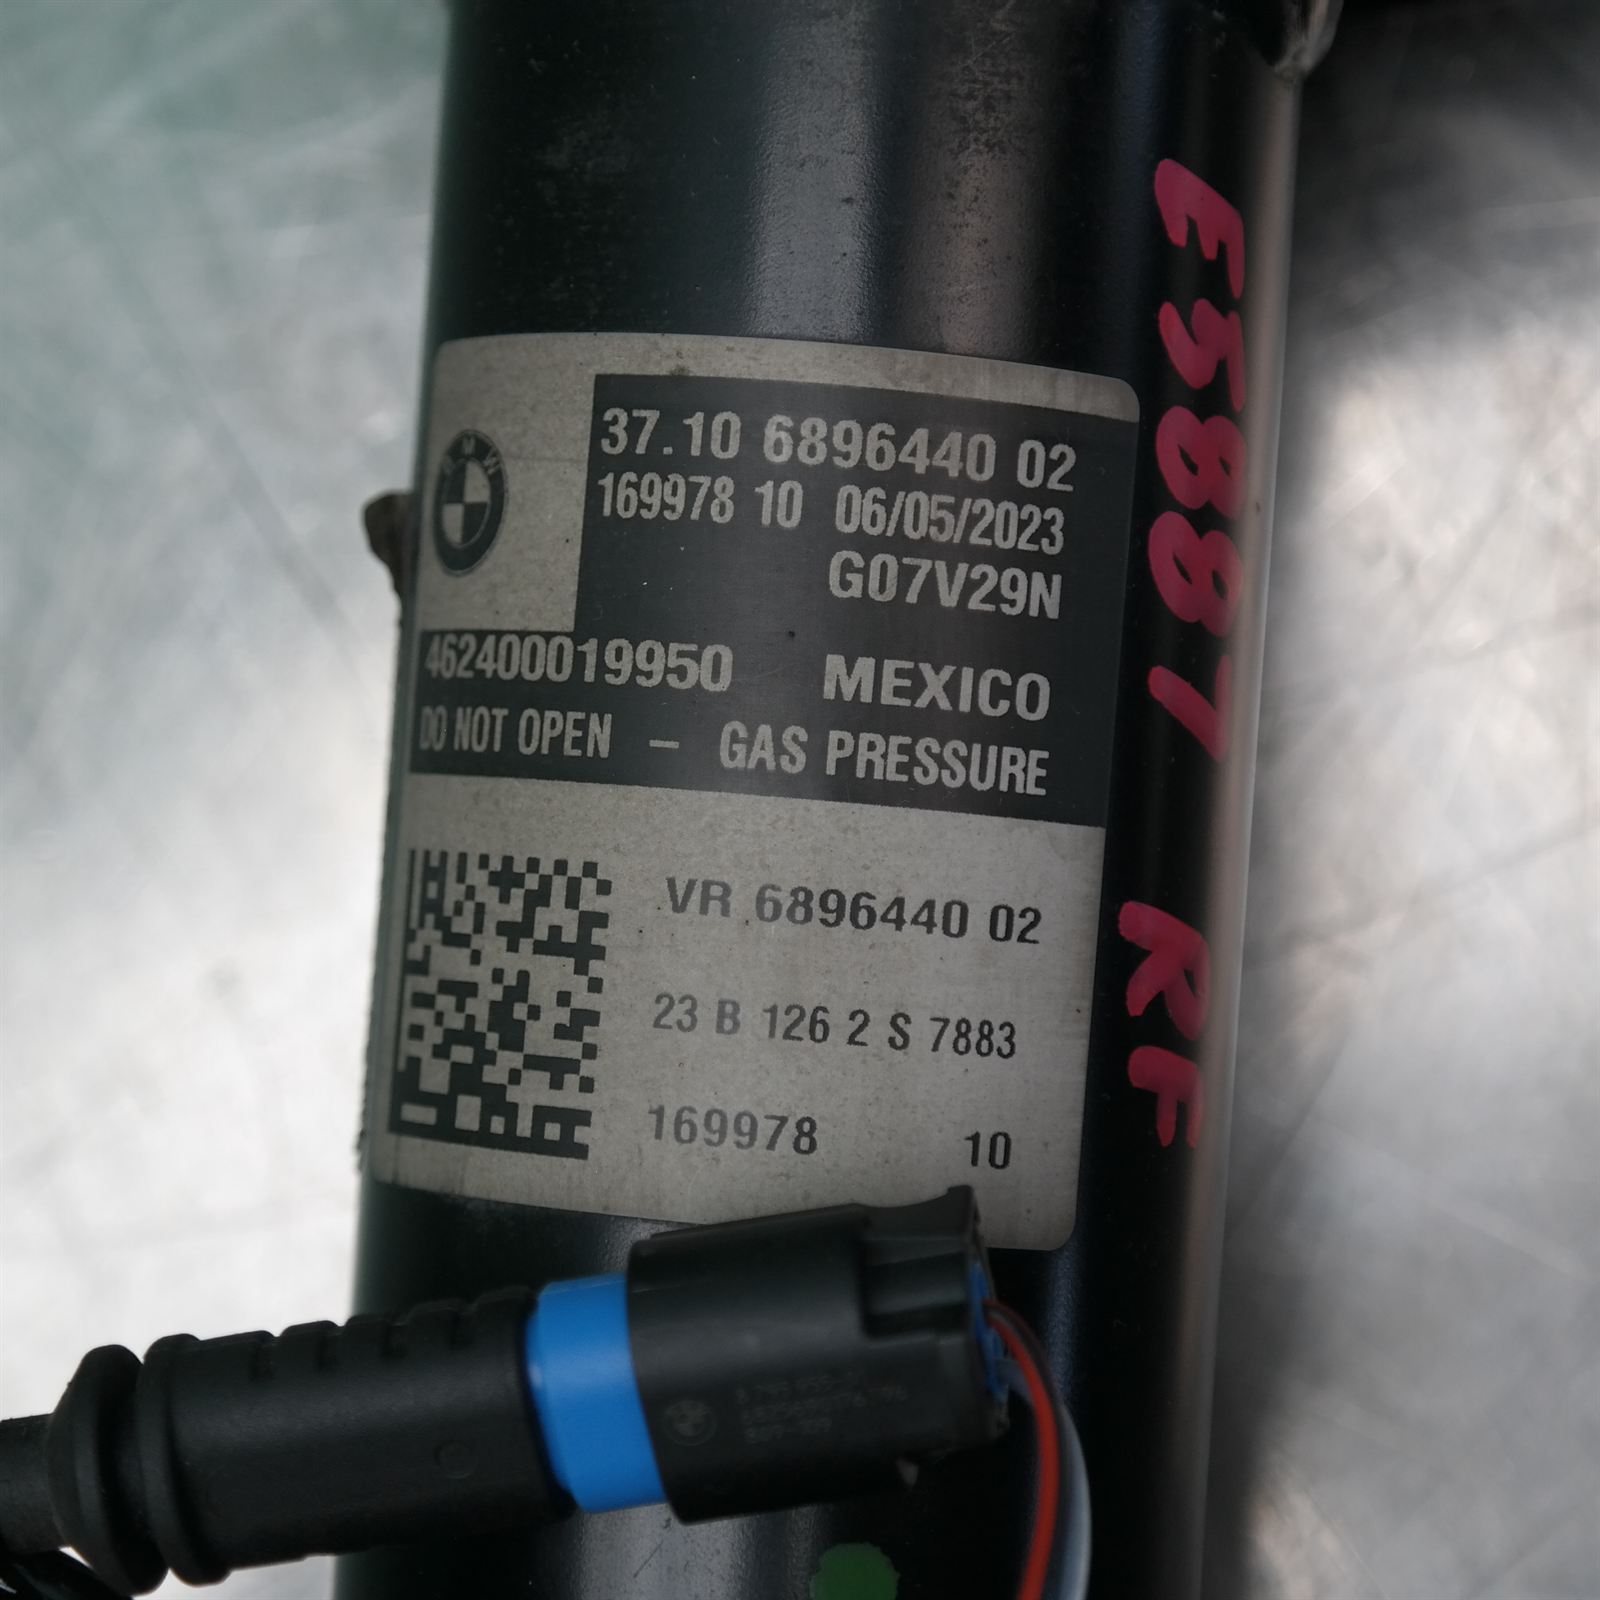 BMW
37.10 6896440 02
169978 10 06/05/2023
G07V29N
462400019950 MEXICO
DO NOT OPEN – GAS PRESSURE
VR 6896440 02
23 B 126 2 S 7883
169978 10
E5887 RF